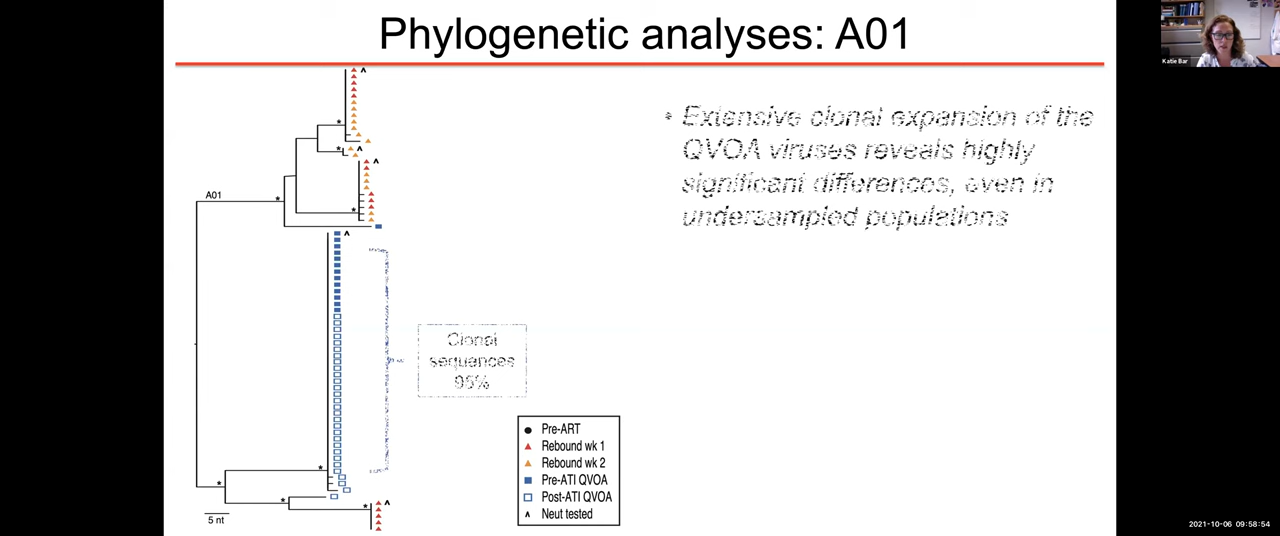 Phylogenetic analyses: A01
Katie Bar
• Extensive clonal expansion of the
QVOA viruses reveals highly
significant differences, even in
undersampled populations
A01
Clonal
sequences
95%
Pre-ART
Rebound wk 1
Rebound wk 2
Pre-ATI QVOA
Post-ATI QVOA
Neut tested
5 nt
2021-10-06 09:58:54